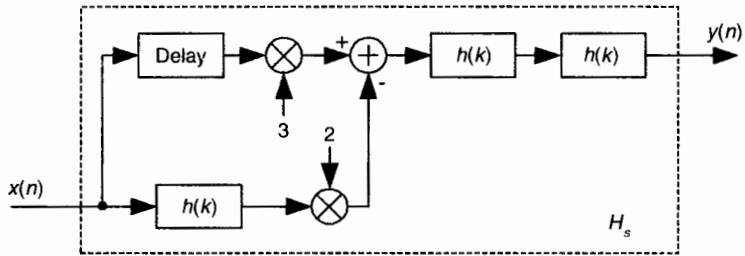 y(n)
Delay
+
h(k)
h(k)
-
3
2
x(n)
h(k)
H_s